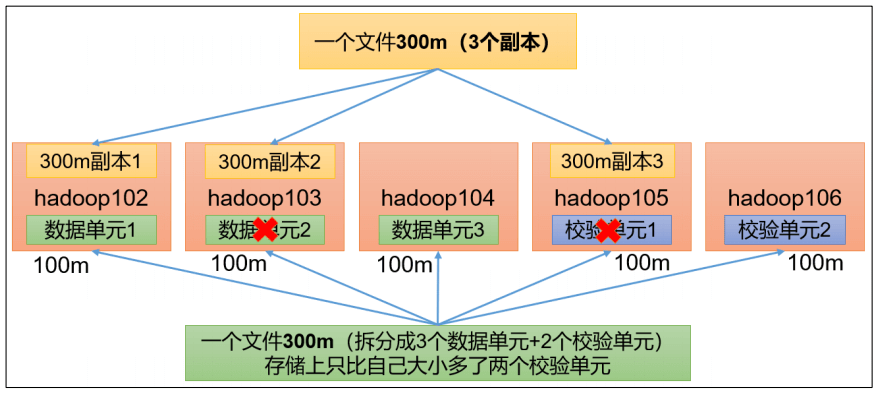 一个文件300m（3个副本）
300m副本1
300m副本2
300m副本3
hadoop102
hadoop103
hadoop104
hadoop105
hadoop106
数据单元1
数据单元2
数据单元3
校验单元1
校验单元2
100m
100m
100m
100m
100m
一个文件300m（拆分成3个数据单元+2个校验单元）
存储上只比自己大小多了两个校验单元